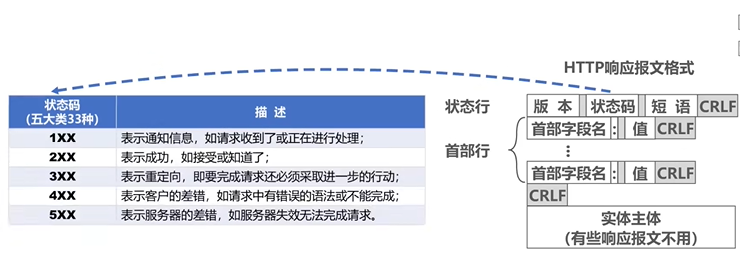 HTTP响应报文格式
状态码
(五大类33种)
描 述
1XX 表示通知信息，如请求收到了或正在进行处理；
2XX 表示成功，如接受或知道了；
3XX 表示重定向，即要完成请求还必须采取进一步的行动；
4XX 表示客户的差错，如请求中有错误的语法或不能完成；
5XX 表示服务器的差错，如服务器失效无法完成请求。
状态行 版 本 状态码 短 语 CRLF
首部字段名 : 值 CRLF
首部行
⋮
首部字段名 : 值 CRLF
CRLF
实体主体
(有些响应报文不用)